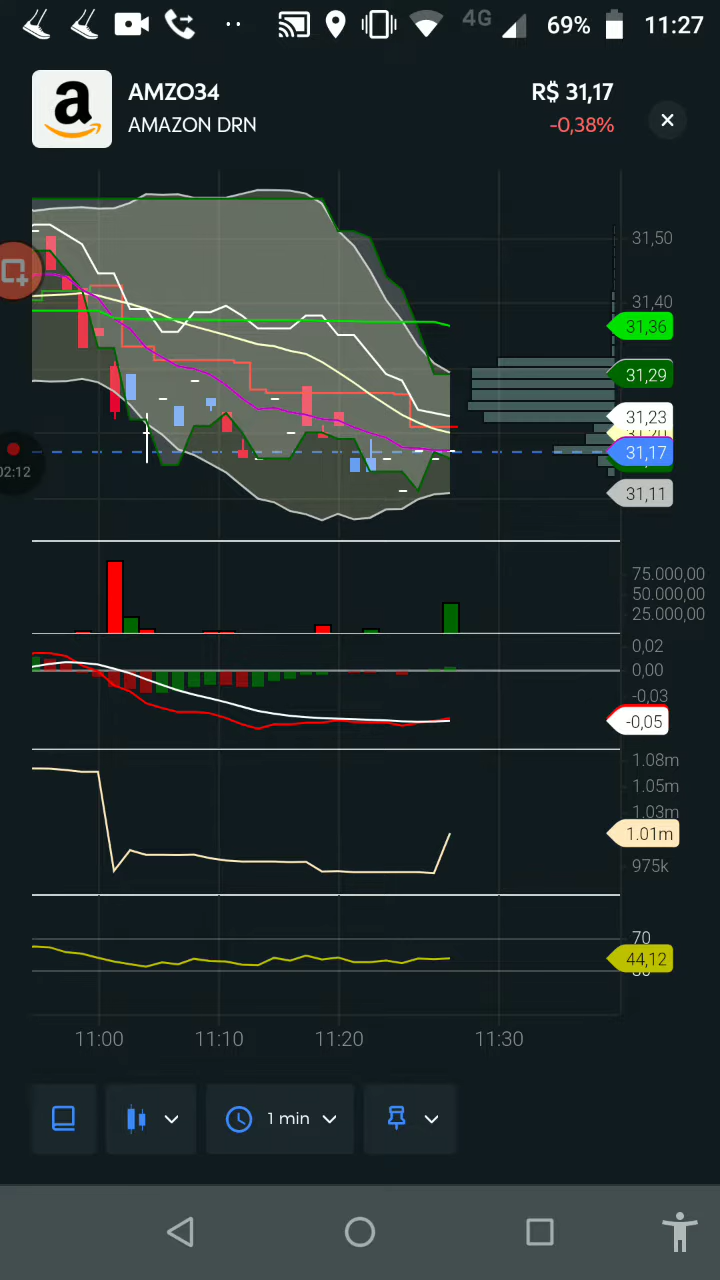 4G 69% 11:27
a
AMZO34 R$ 31,17
AMAZON DRN -0,38%
31,50
31,40
31,36
31,29
31,23
31,20
31,17
31,11
02:12
75.000,00
50.000,00
25.000,00
0,02
0,00
-0,03
-0,05
1.08m
1.05m
1.03m
1.01m
975k
70
44,12
11:00 11:10 11:20 11:30
1 min